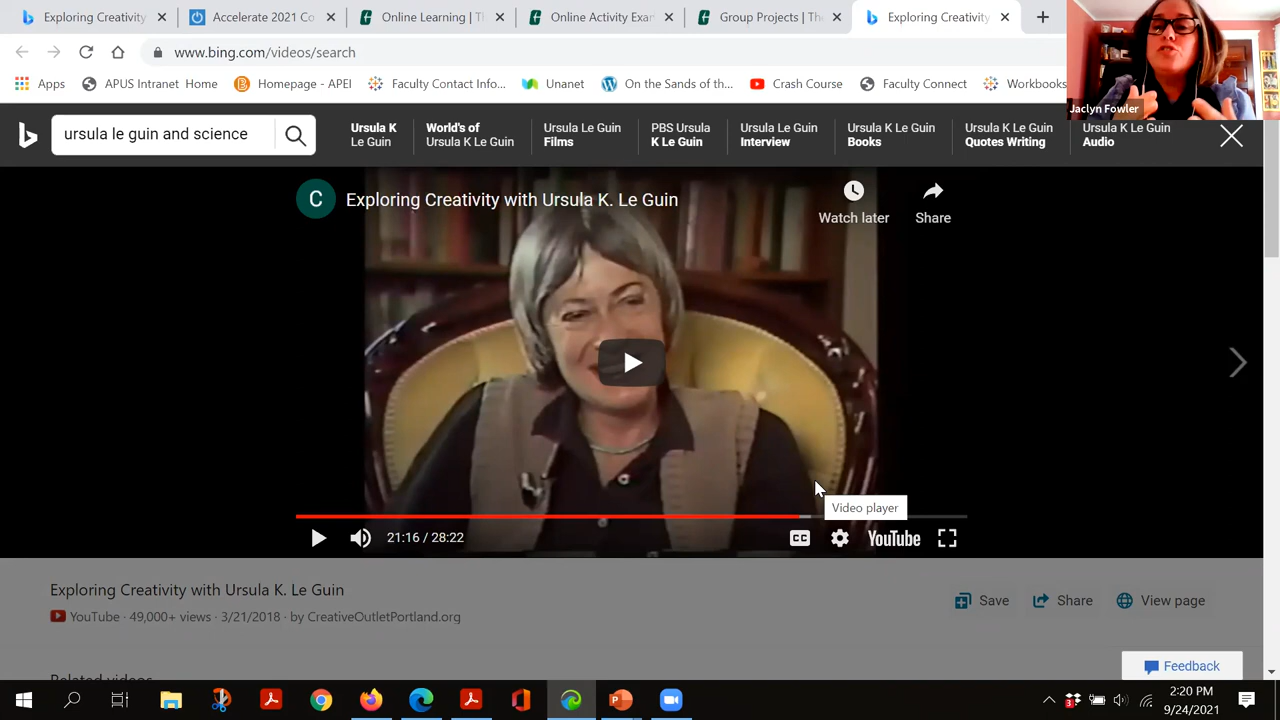 Exploring Creativity
Accelerate 2021 Co
Online Learning | T
Online Activity Exar
Group Projects | The
Exploring Creativity
www.bing.com/videos/search
Apps
APUS Intranet Home
Homepage - APEI
Faculty Contact Info...
Unanet
On the Sands of th...
Crash Course
Faculty Connect
Workbooks
Jaclyn Fowler
b
ursula le guin and science
Ursula K
Le Guin
World's of
Ursula K Le Guin
Ursula Le Guin
Films
PBS Ursula
K Le Guin
Ursula Le Guin
Interview
Ursula K Le Guin
Books
Ursula K Le Guin
Quotes Writing
Ursula K Le Guin
Audio
C
Exploring Creativity with Ursula K. Le Guin
Watch later
Share
Video player
21:16 / 28:22
CC
YouTube
Exploring Creativity with Ursula K. Le Guin
YouTube · 49,000+ views · 3/21/2018 · by CreativeOutletPortland.org
Save
Share
View page
Feedback
3
2:20 PM
9/24/2021